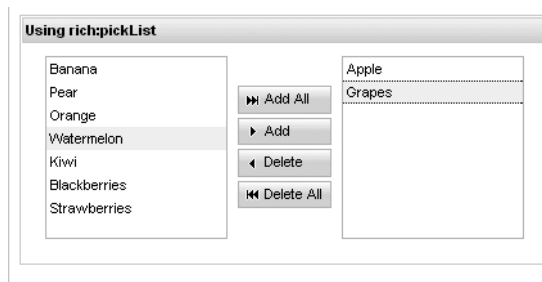 Using rich:pickList
Banana
Pear
Orange
Watermelon
Kiwi
Blackberries
Strawberries
Add All
Add
Delete
Delete All
Apple
Grapes